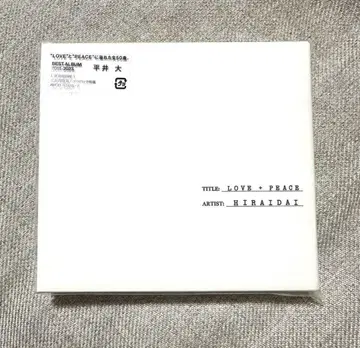 "LOVE"と"PEACE"に溢れた全50曲。
BEST ALBUM
平井 大
TITLE: LOVE + PEACE
ARTIST: HIRAIDAI